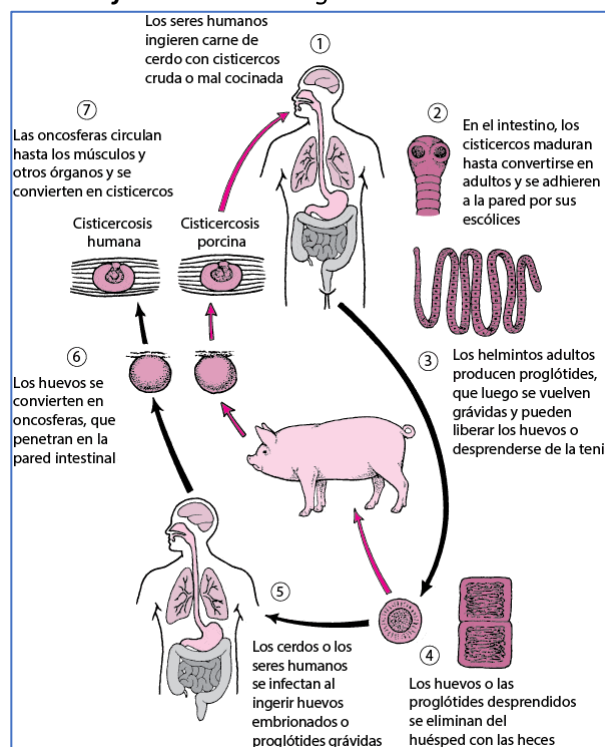 Los seres humanos
ingieren carne de
cerdo con cisticercos
cruda o mal cocinada
①
②
En el intestino, los
cisticercos maduran
hasta convertirse en
adultos y se adhieren
a la pared por sus
escólices
③
Los helmintos adultos
producen proglótides,
que luego se vuelven
grávidas y pueden
liberar los huevos o
desprenderse de la teni
④
Los huevos o las
proglótides desprendidos
se eliminan del
huésped con las heces
⑤
Los cerdos o los
seres humanos
se infectan al
ingerir huevos
embrionados o
proglótides grávidas
⑥
Los huevos se
convierten en
oncosferas, que
penetran en la
pared intestinal
⑦
Las oncosferas circulan
hasta los músculos y
otros órganos y se
convierten en cisticercos
Cisticercosis
humana
Cisticercosis
porcina